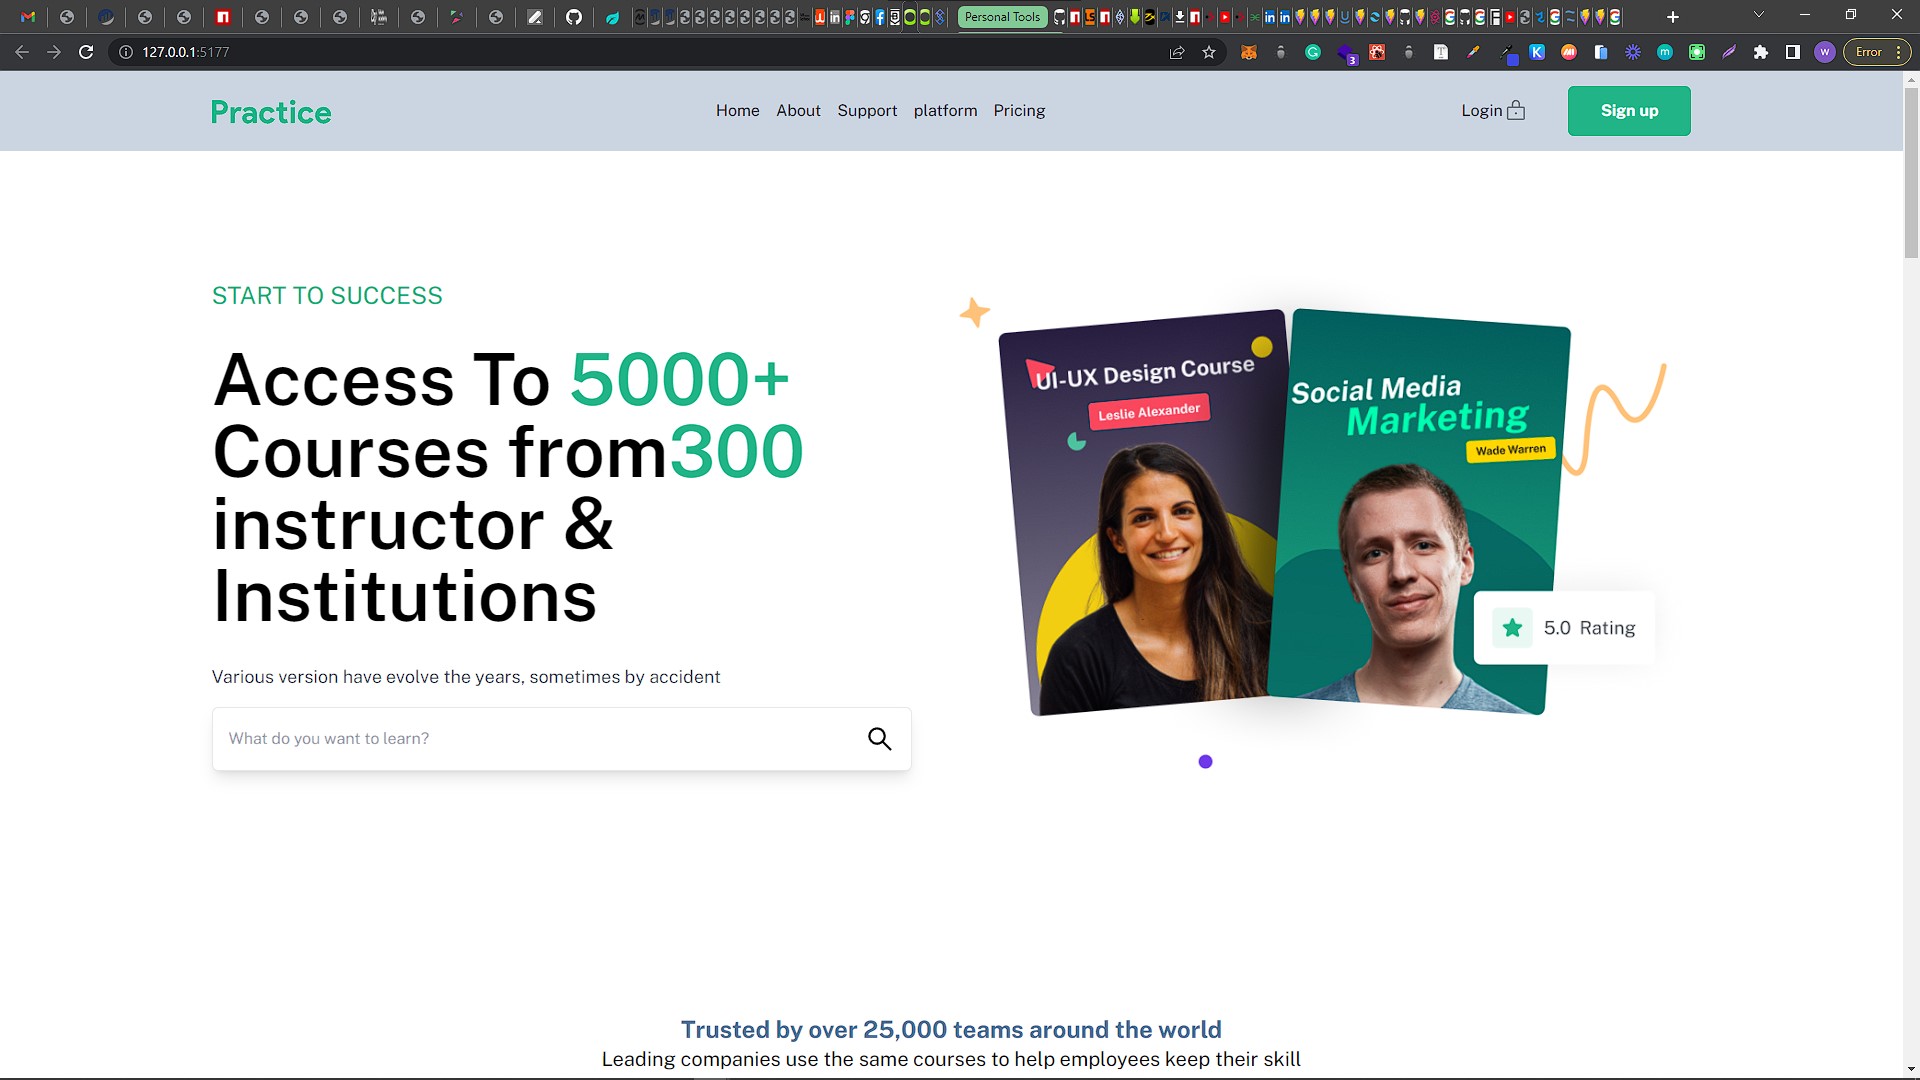 Personal Tools
127.0.0.1:5177
3
K
m
W
Error
Practice
Home About Support platform Pricing
Login
Sign up
START TO SUCCESS
Access To 5000+
Courses from300
instructor &
Institutions
Various version have evolve the years, sometimes by accident
What do you want to learn?
UI-UX Design Course
Leslie Alexander
Social Media
Marketing
Wade Warren
5.0 Rating
Trusted by over 25,000 teams around the world
Leading companies use the same courses to help employees keep their skill